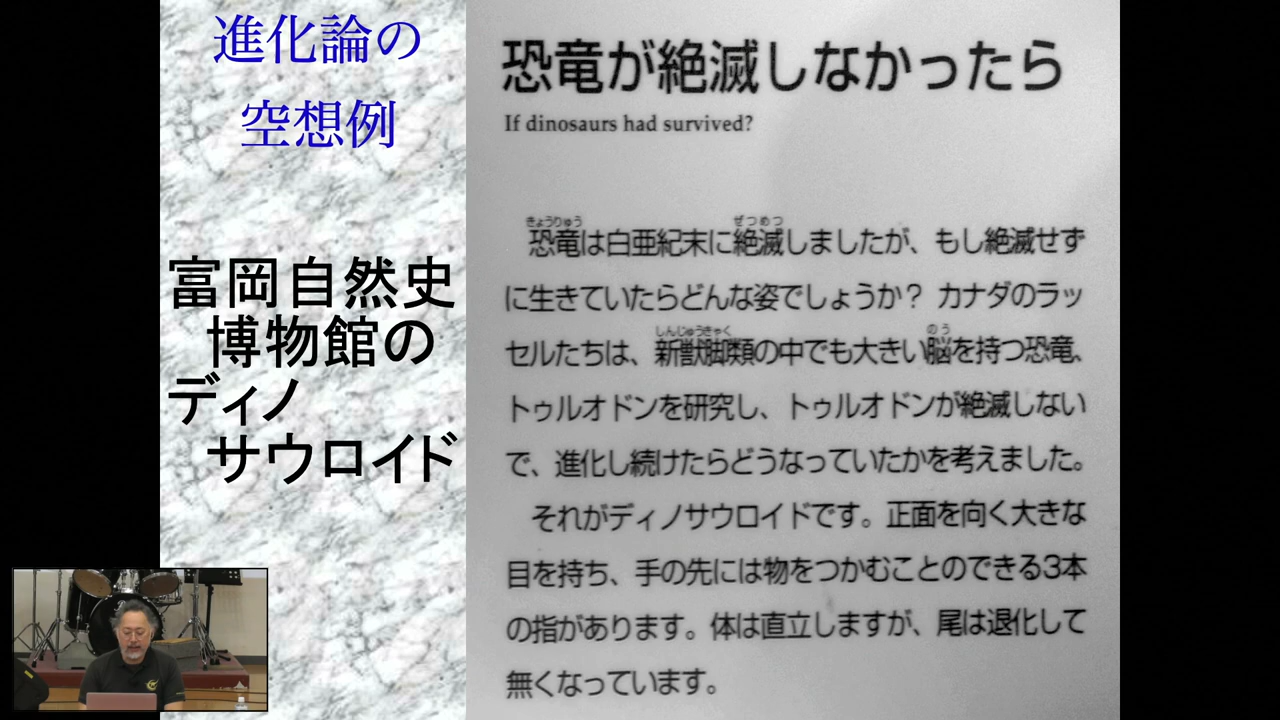 進化論の
空想例
富岡自然史
博物館の
ディノ
サウロイド
恐竜が絶滅しなかったら
If dinosaurs had survived?
きょうりゅう ぜつめつ
恐竜は白亜紀末に絶滅しましたが、もし絶滅せず
に生きていたらどんな姿でしょうか? カナダのラッ
しんじゅうきゃく のう
セルたちは、新獣脚類の中でも大きい脳を持つ恐竜、
トゥルオドンを研究し、トゥルオドンが絶滅しない
で、進化し続けたらどうなっていたかを考えました。
それがディノサウロイドです。正面を向く大きな
目を持ち、手の先には物をつかむことのできる3本
の指があります。体は直立しますが、尾は退化して
無くなっています。